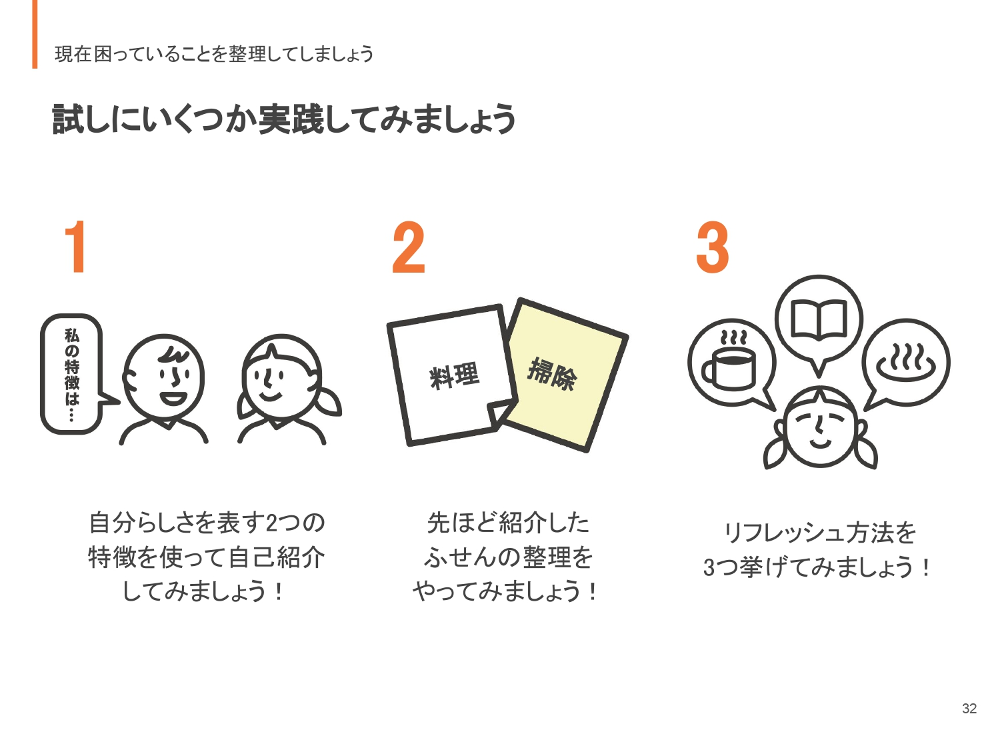 現在困っていることを整理してしましょう
試しにいくつか実践してみましょう
1
私の特徴は…
自分らしさを表す2つの
特徴を使って自己紹介
してみましょう！
2
料理
掃除
先ほど紹介した
ふせんの整理を
やってみましょう！
3
リフレッシュ方法を
3つ挙げてみましょう！
32